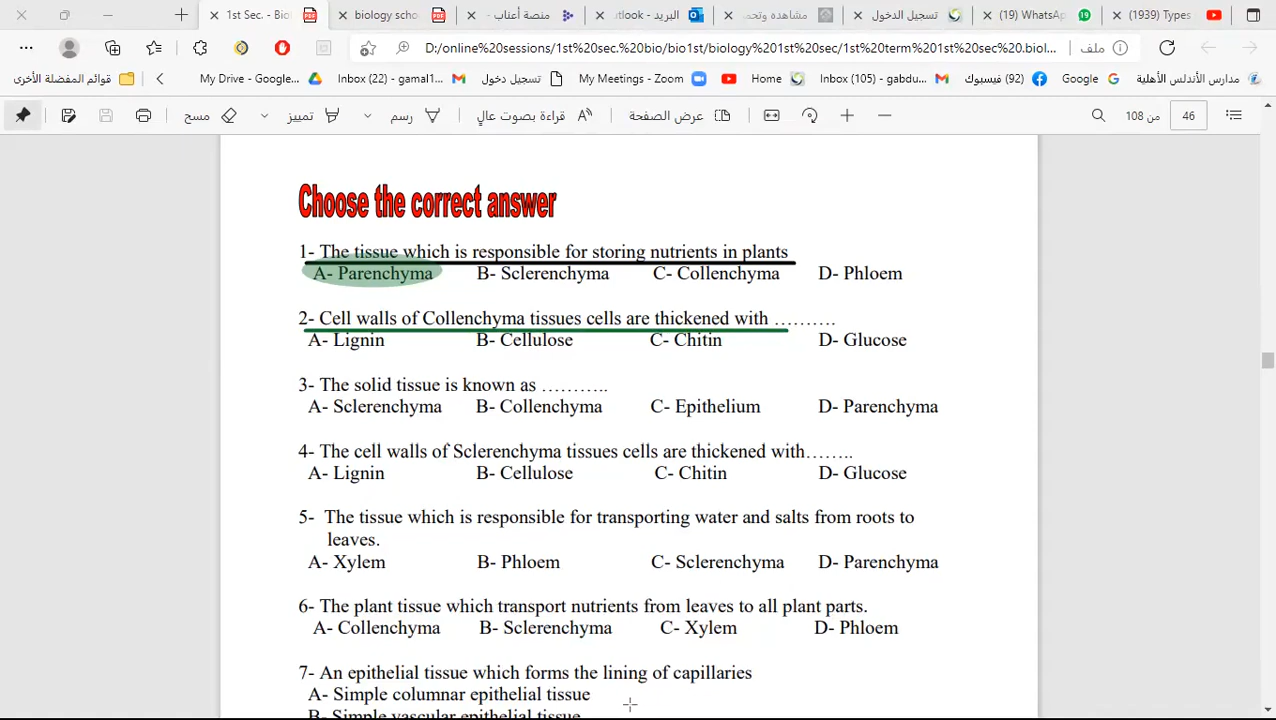 1st Sec. - Bio
biology scho
منصة أعناب -
البريد - Outlook
مشاهدة وتحم
تسجيل الدخول
(19) WhatsA
(1939) Types
D:/online%20sessions/1st%20sec.%20bio/bio1st/biology%201st%20sec/1st%20term%201st%20sec%20.biol...
ملف
قوائم المفضلة الأخرى
My Drive - Google...
Inbox (22) - gamal1...
تسجيل دخول
My Meetings - Zoom
Home
Inbox (105) - gabdu...
(92) فيسبوك
Google
مدارس الأندلس الأهلية
مسح
تمييز
رسم
قراءة بصوت عالٍ
عرض الصفحة
من 108
46
Choose the correct answer
1- The tissue which is responsible for storing nutrients in plants
A- Parenchyma B- Sclerenchyma C- Collenchyma D- Phloem
2- Cell walls of Collenchyma tissues cells are thickened with ……….
A- Lignin B- Cellulose C- Chitin D- Glucose
3- The solid tissue is known as ………..
A- Sclerenchyma B- Collenchyma C- Epithelium D- Parenchyma
4- The cell walls of Sclerenchyma tissues cells are thickened with……..
A- Lignin B- Cellulose C- Chitin D- Glucose
5- The tissue which is responsible for transporting water and salts from roots to
leaves.
A- Xylem B- Phloem C- Sclerenchyma D- Parenchyma
6- The plant tissue which transport nutrients from leaves to all plant parts.
A- Collenchyma B- Sclerenchyma C- Xylem D- Phloem
7- An epithelial tissue which forms the lining of capillaries
A- Simple columnar epithelial tissue
B- Simple vascular epithelial tissue